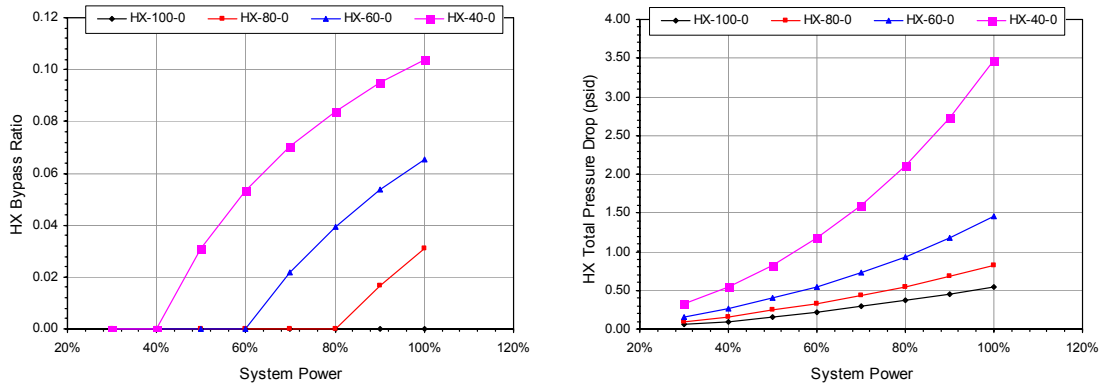 HX-100-0 HX-80-0 HX-60-0 HX-40-0
0.12
0.10
0.08
0.06
0.04
0.02
0.00
HX Bypass Ratio
20% 40% 60% 80% 100% 120%
System Power
HX-100-0 HX-80-0 HX-60-0 HX-40-0
4.00
3.50
3.00
2.50
2.00
1.50
1.00
0.50
0.00
HX Total Pressure Drop (psid)
20% 40% 60% 80% 100% 120%
System Power